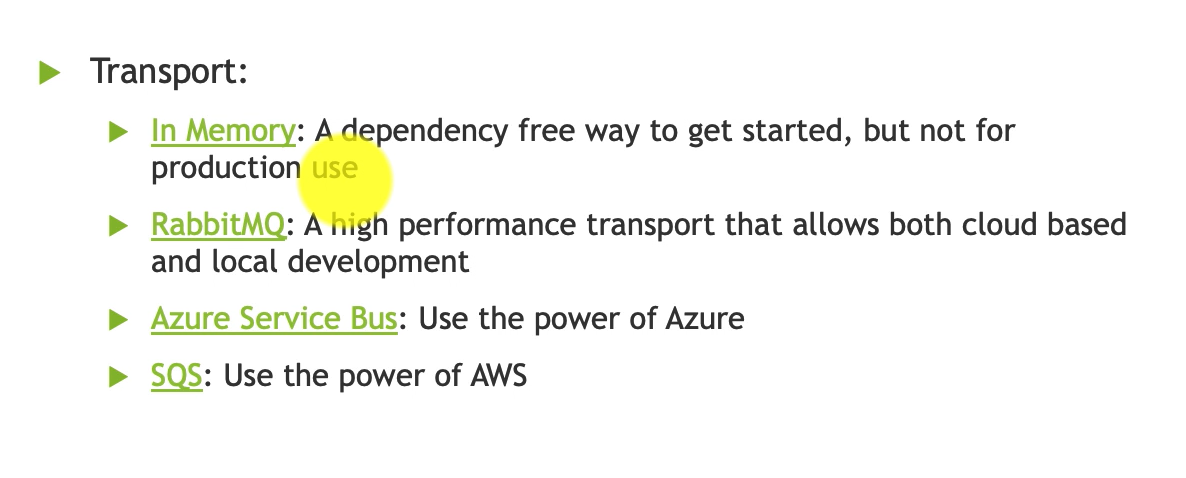 Transport:
In Memory: A dependency free way to get started, but not for
production use
RabbitMQ: A high performance transport that allows both cloud based
and local development
Azure Service Bus: Use the power of Azure
SQS: Use the power of AWS